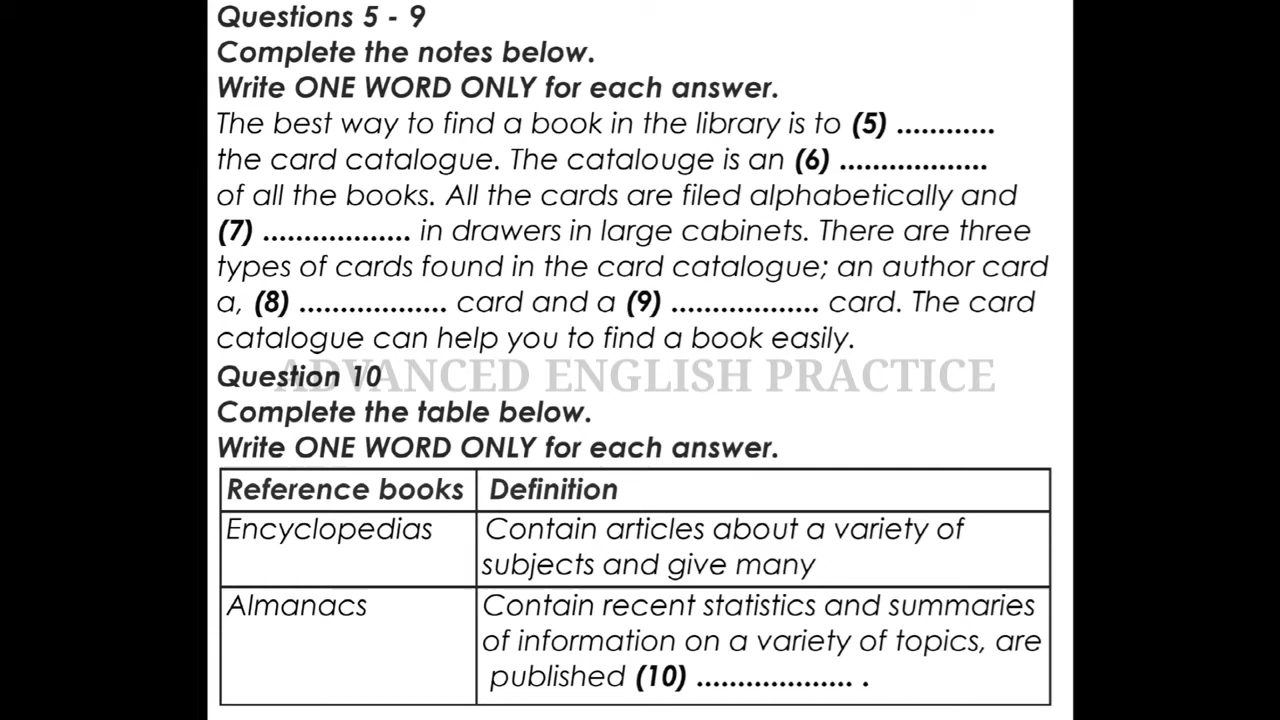 Questions 5 - 9
Complete the notes below.
Write ONE WORD ONLY for each answer.
The best way to find a book in the library is to (5) ............
the card catalogue. The catalouge is an (6) ..................
of all the books. All the cards are filed alphabetically and
(7) .................. in drawers in large cabinets. There are three
types of cards found in the card catalogue; an author card
a, (8) .................. card and a (9) .................. card. The card
catalogue can help you to find a book easily.
ADVANCED ENGLISH PRACTICE
Question 10
Complete the table below.
Write ONE WORD ONLY for each answer.
Reference books Definition
Encyclopedias Contain articles about a variety of
subjects and give many
Almanacs Contain recent statistics and summaries
of information on a variety of topics, are
published (10) ................... .